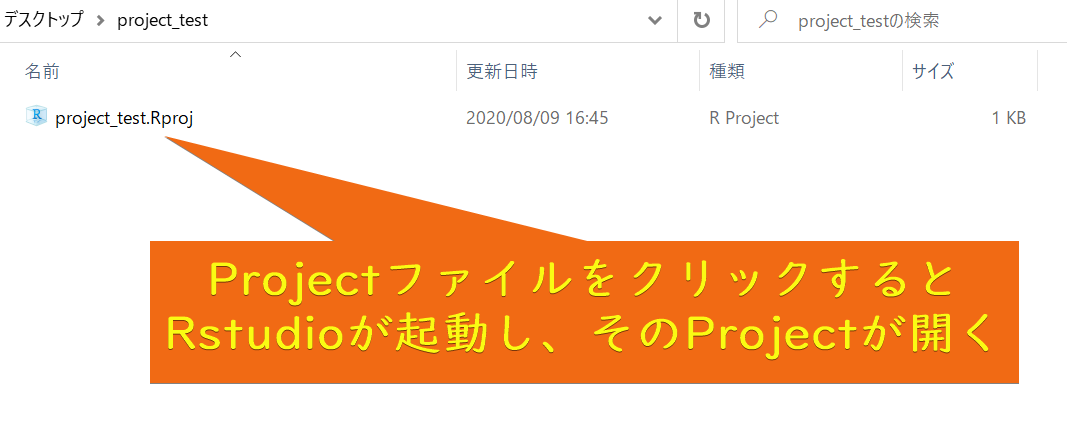 デスクトップ > project_test
project_testの検索
名前 更新日時 種類 サイズ
project_test.Rproj 2020/08/09 16:45 R Project 1 KB
Projectファイルをクリックすると
Rstudioが起動し、そのProjectが開く